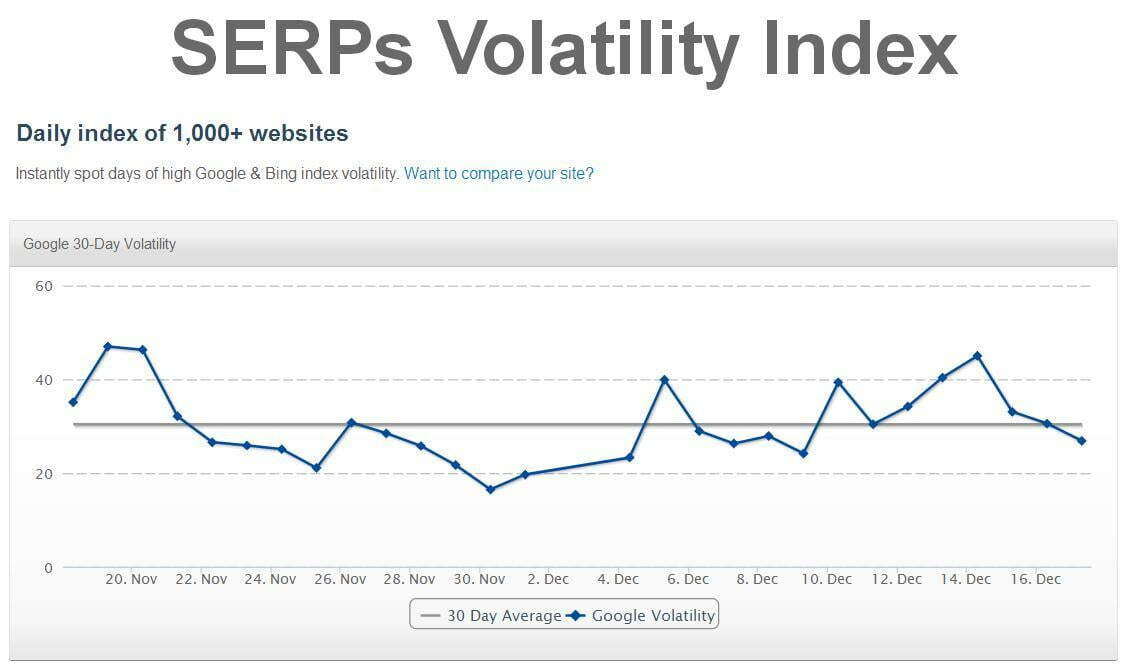 SERPs Volatility Index
Daily index of 1,000+ websites
Instantly spot days of high Google & Bing index volatility. Want to compare your site?
Google 30-Day Volatility
60
40
20
0
20. Nov 22. Nov 24. Nov 26. Nov 28. Nov 30. Nov 2. Dec 4. Dec 6. Dec 8. Dec 10. Dec 12. Dec 14. Dec 16. Dec
30 Day Average Google Volatility